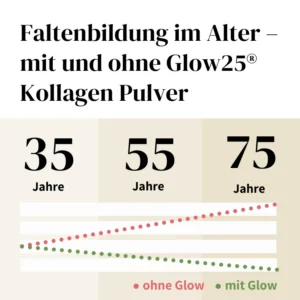 Faltenbildung im Alter –
mit und ohne Glow25®
Kollagen Pulver
35 55 75
Jahre Jahre Jahre
ohne Glow mit Glow